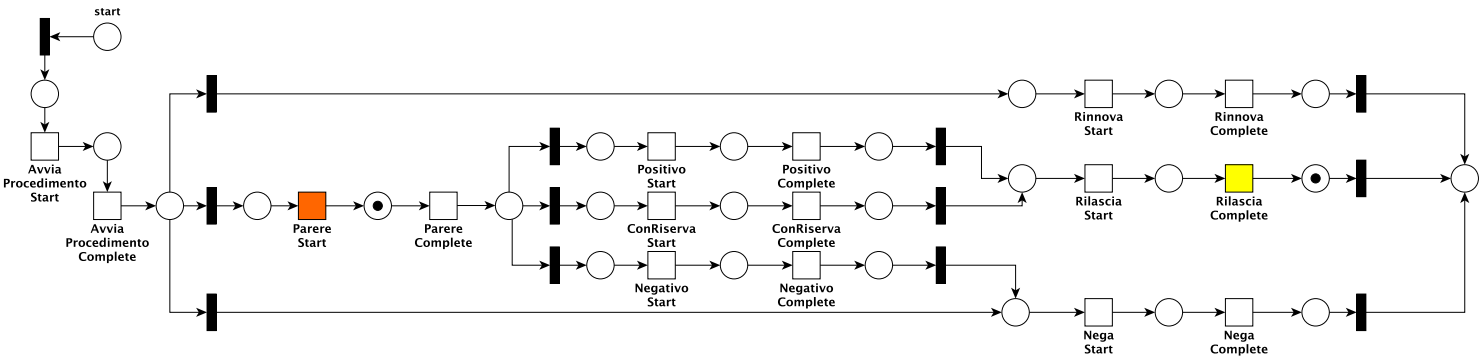 start
Avvia
Procedimento
Start
Avvia
Procedimento
Complete
Parere
Start
Parere
Complete
Positivo
Start
Positivo
Complete
ConRiserva
Start
ConRiserva
Complete
Negativo
Start
Negativo
Complete
Rinnova
Start
Rinnova
Complete
Rilascia
Start
Rilascia
Complete
Nega
Start
Nega
Complete